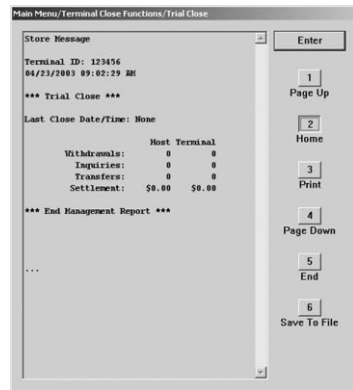 Main Menu/Terminal Close Functions/Trial Close
Store Message
Terminal ID: 123456
04/23/2003 09:02:29 AM
*** Trial Close ***
Last Close Date/Time: None
Host Terminal
Withdrawals: 0 0
Inquiries: 0 0
Transfers: 0 0
Settlement: $0.00 $0.00
*** End Management Report ***
...
Enter
1
Page Up
2
Home
3
Print
4
Page Down
5
End
6
Save To File